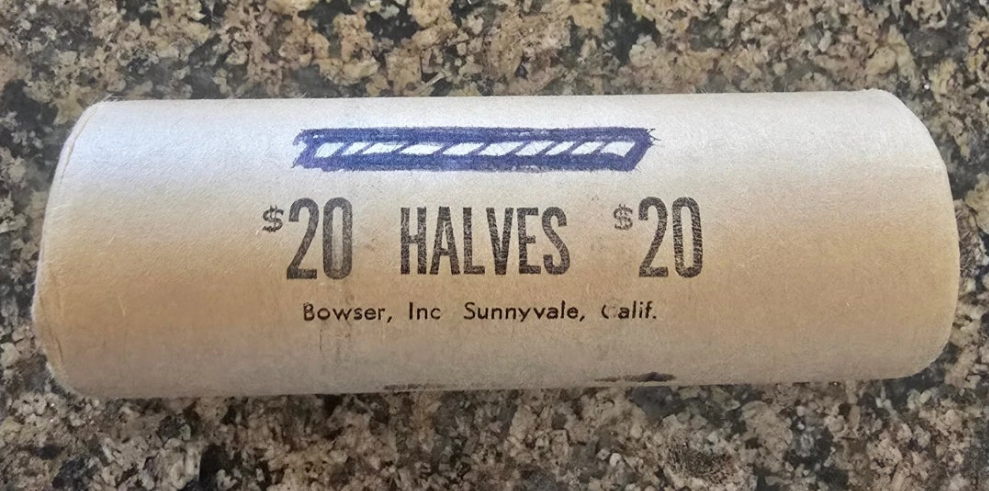 $20 HALVES $20
Bowser, Inc Sunnyvale, Calif.